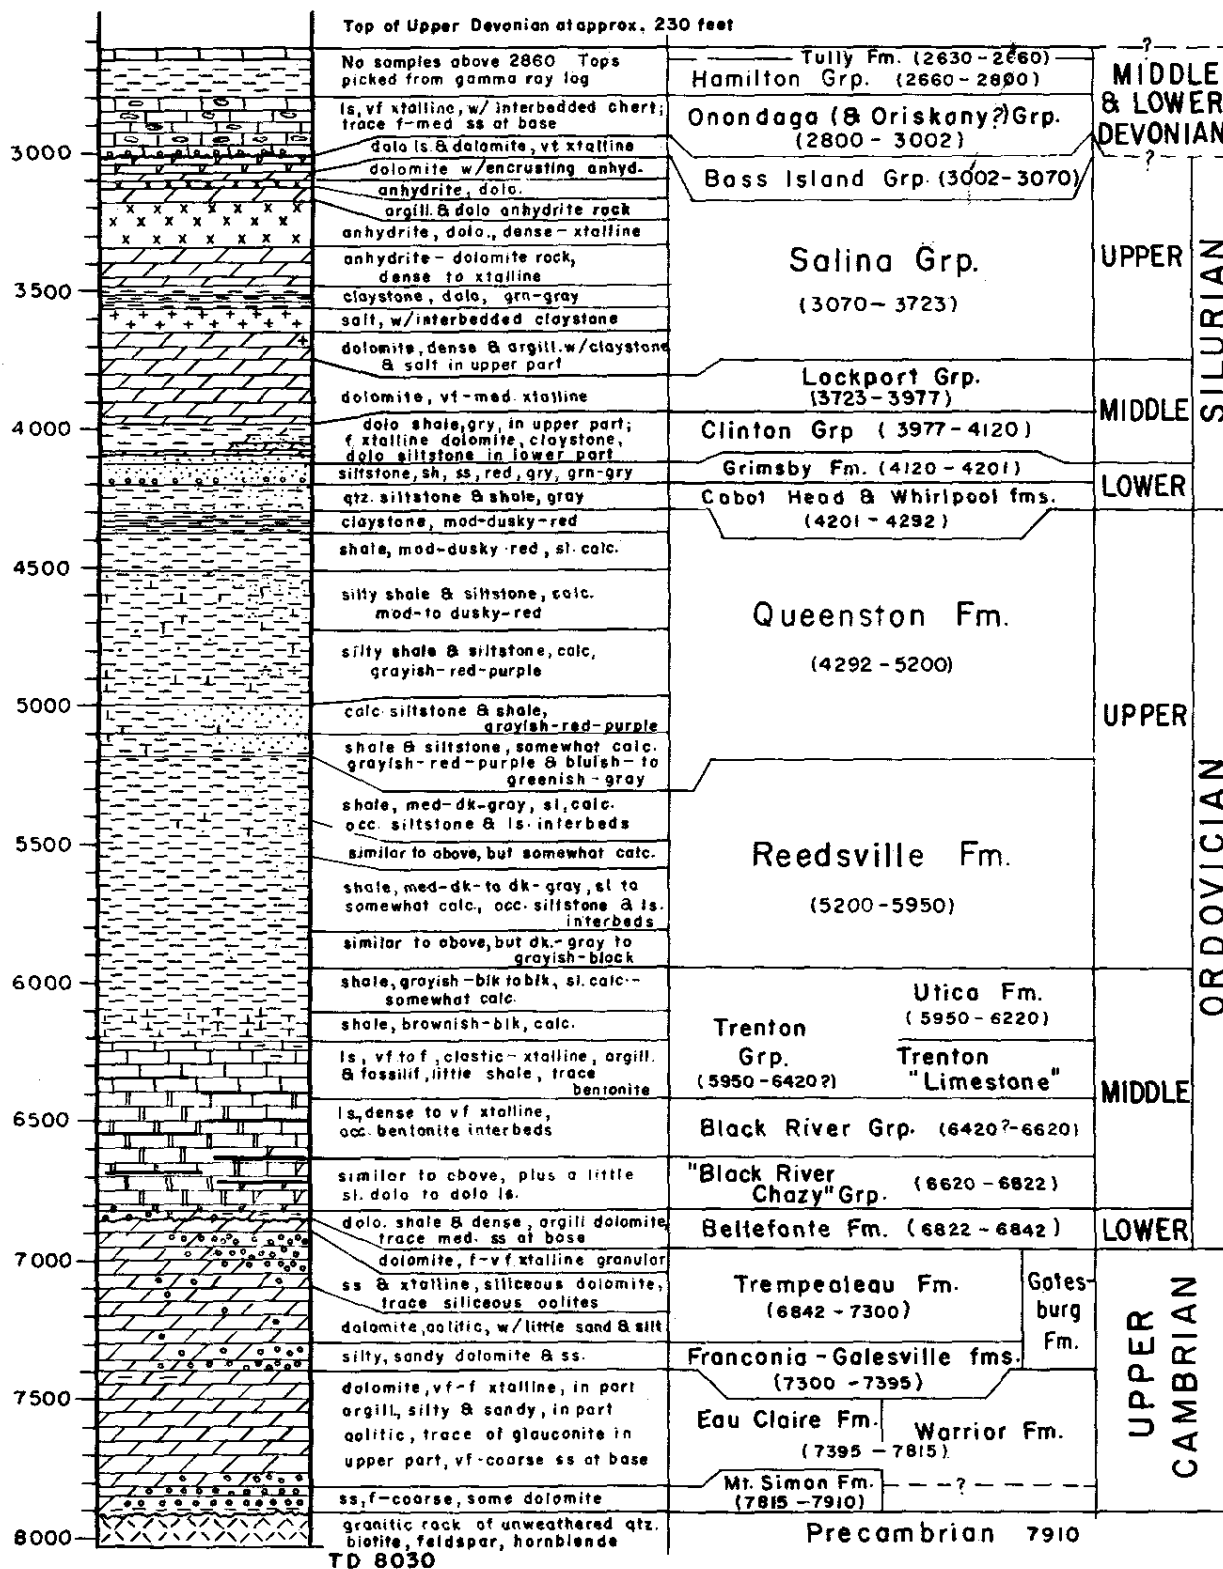 Top of Upper Devonian at approx. 230 feet
No samples above 2860 Tops
picked from gamma ray log
ls, vf xtalline, w/ interbedded chert;
trace f-med ss at base
dolo ls. & dolomite, vf xtalline
dolomite w/encrusting anhyd.
anhydrite, dolo.
argill. & dolo anhydrite rock
anhydrite, dolo., dense-xtalline
anhydrite-dolomite rock,
dense to xtalline
claystone, dolo, grn-gray
salt, w/interbedded claystone
dolomite, dense & argill. w/claystone
& salt in upper part
dolomite, vf-med. xtalline
dolo shale, gry, in upper part;
f. xtalline dolomite, claystone,
dolo siltstone in lower part
siltstone, sh, ss, red, gry, grn-gry
qtz. siltstone & shale, gray
claystone, mod-dusky-red
shale, mod-dusky red, sl. calc.
silty shale & siltstone, calc.
mod-to dusky-red
silty shale & siltstone, calc,
grayish-red-purple
calc siltstone & shale,
grayish-red-purple
shale & siltstone, somewhat calc.
grayish-red-purple & bluish-to
greenish-gray
shale, med-dk-gray, sl. calc.
occ. siltstone & ls. interbeds
similar to above, but somewhat calc.
shale, med-dk-to dk-gray, sl to
somewhat calc., occ. siltstone & ls.
interbeds
similar to above, but dk.-gray to
grayish-black
shale, grayish-blk to blk, sl. calc--
somewhat calc.
shale, brownish-blk, calc.
ls, vf to f, clastic-xtalline, argill.
& fossilif, little shale, trace
bentonite
ls, dense to vf xtalline,
occ. bentonite interbeds
similar to above, plus a little
sl. dolo to dolo ls.
dolo. shale & dense, argill dolomite,
trace med. ss at base
dolomite, f-vf xtalline granular
ss & xtalline, siliceous dolomite,
trace siliceous oolites
dolomite, oolitic, w/little sand & silt
silty, sandy dolomite & ss.
dolomite, vf-f xtalline, in part
argill, silty & sandy, in part
oolitic, trace of glauconite in
upper part, vf-coarse ss at base
ss, f-coarse, some dolomite
granitic rock of unweathered qtz.
biotite, feldspar, hornblende
TD 8030
3000
3500
4000
4500
5000
5500
6000
6500
7000
7500
8000
Tully Fm. (2630-2660)
Hamilton Grp. (2660-2800)
Onondaga (& Oriskany?) Grp.
(2800-3002)
Bass Island Grp. (3002-3070)
Salina Grp.
(3070-3723)
Lockport Grp.
(3723-3977)
Clinton Grp (3977-4120)
Grimsby Fm. (4120-4201)
Cabot Head & Whirlpool fms.
(4201-4292)
Queenston Fm.
(4292-5200)
Reedsville Fm.
(5200-5950)
Utica Fm.
(5950-6220)
Trenton
Grp.
(5950-6420?)
Trenton
"Limestone"
Black River Grp. (6420?-6620)
"Black River
Chazy" Grp. (6620-6822)
Bellefonte Fm. (6822-6842)
Trempealeau Fm.
(6842-7300)
Gates-
burg
Fm.
Franconia-Galesville fms.
(7300-7395)
Eau Claire Fm.
(7395-7815)
Warrior Fm.
Mt. Simon Fm.
(7815-7910)
?
Precambrian 7910
?
MIDDLE
& LOWER
DEVONIAN
?
UPPER
MIDDLE
LOWER
SILURIAN
UPPER
MIDDLE
LOWER
ORDOVICIAN
UPPER
CAMBRIAN